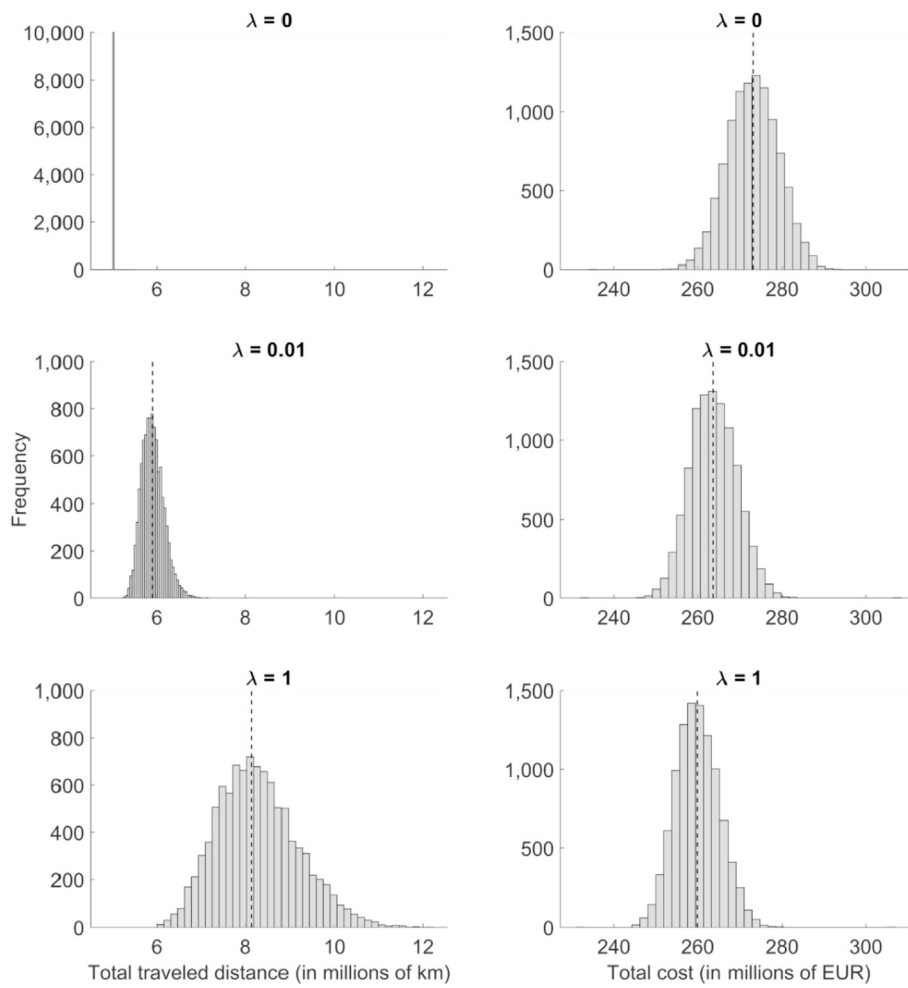 λ = 0
10,000
8,000
6,000
4,000
2,000
0
6 8 10 12
λ = 0
1,500
1,000
500
0
240 260 280 300
λ = 0.01
1,000
800
600
400
200
0
6 8 10 12
Frequency
λ = 0.01
1,500
1,000
500
0
240 260 280 300
λ = 1
1,000
800
600
400
200
0
6 8 10 12
Total traveled distance (in millions of km)
λ = 1
1,500
1,000
500
0
240 260 280 300
Total cost (in millions of EUR)